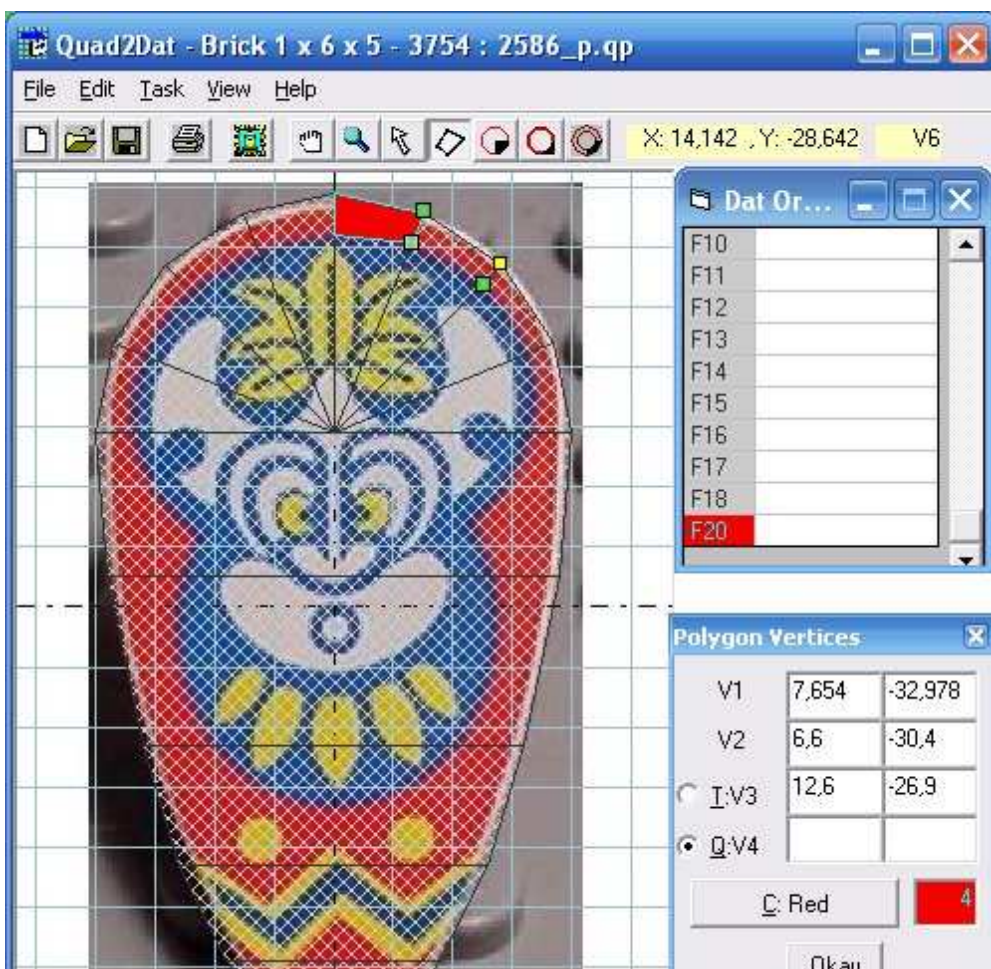 Quad2Dat - Brick 1 x 6 x 5 - 3754 : 2586_p.qp
File Edit Task View Help
X: 14,142 , Y: -28,642 V6
Dat Or...
F10
F11
F12
F13
F14
F15
F16
F17
F18
F20
Polygon Vertices
V1 7,654 -32,978
V2 6,6 -30,4
T:V3 12,6 -26,9
Q:V4
C: Red 4
Okay